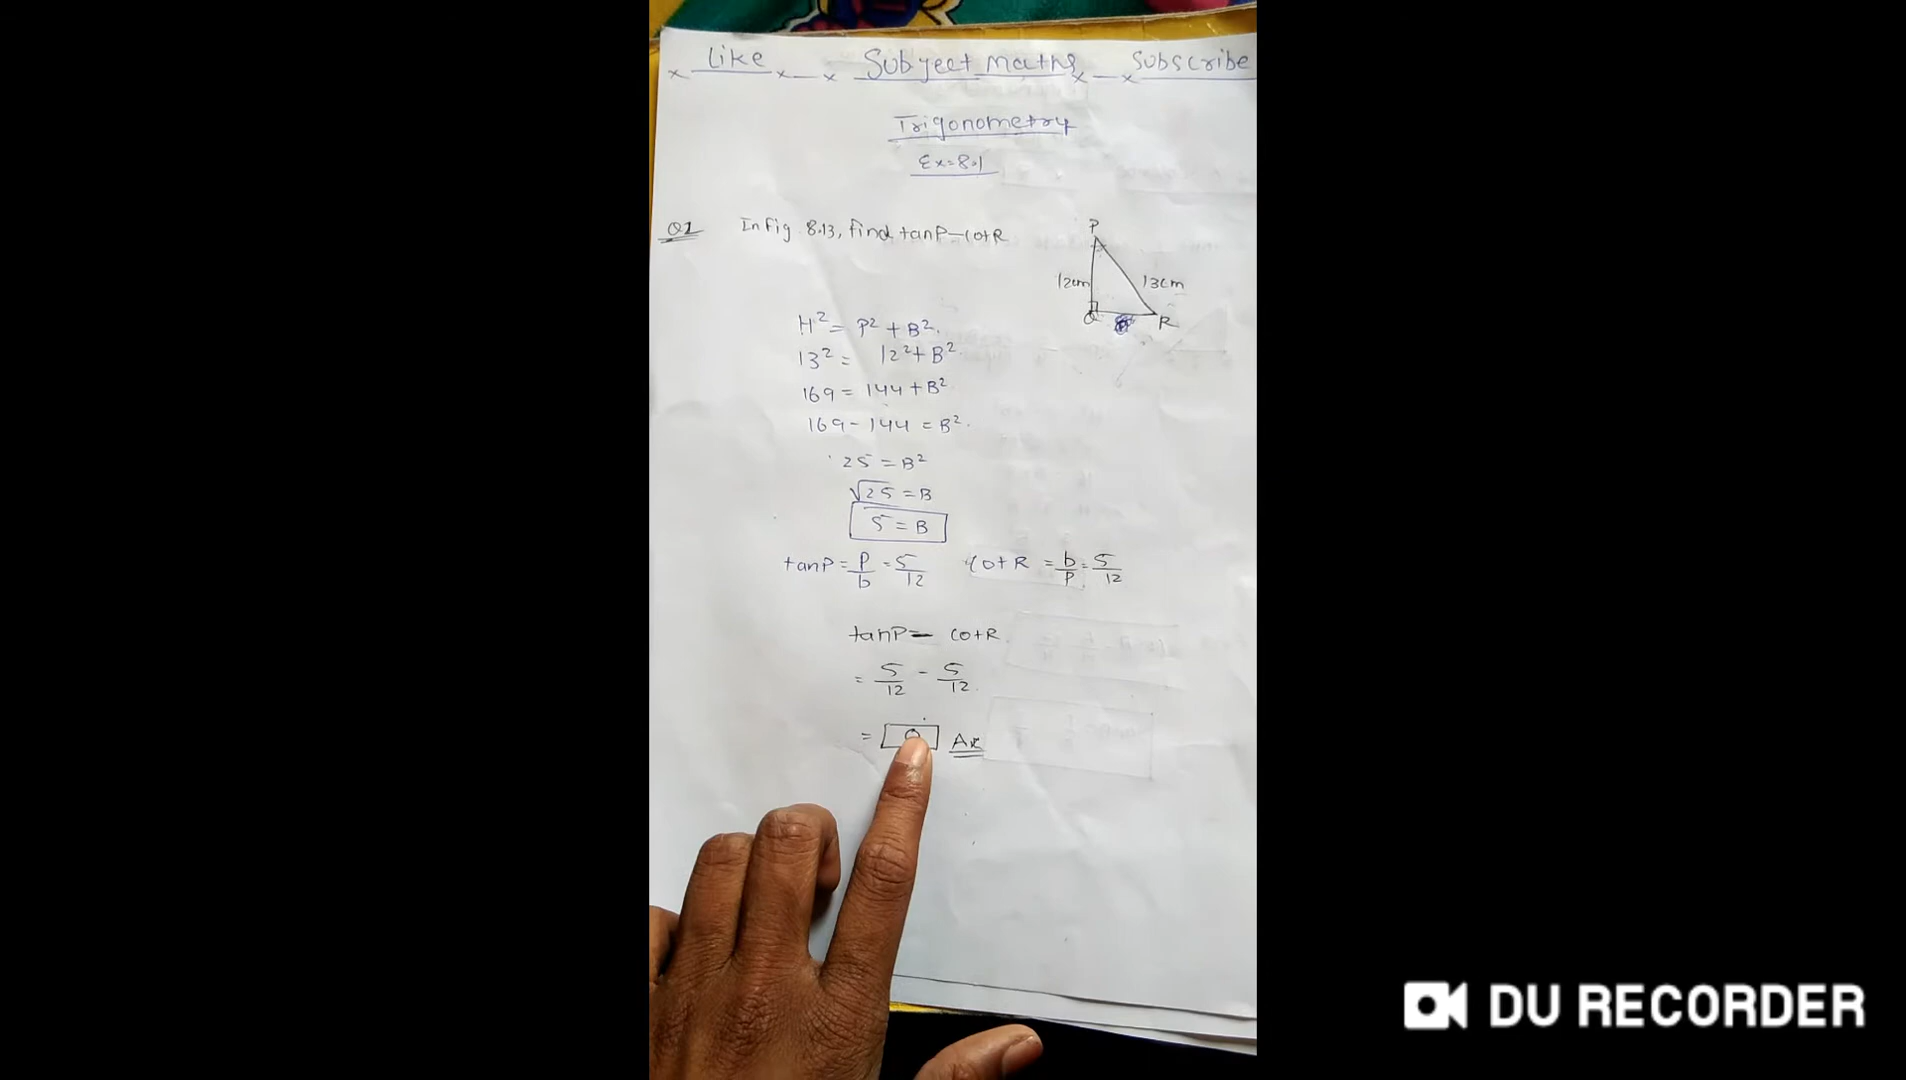 Like Subject maths Subscribe
Trigonometry
Ex=8.1
Q1 In Fig 8.13, find tanP-cotR
P
12cm 13cm
Q R
H²= P² + B².
13² = 12²+ B².
169 = 144 + B²
169 - 144 = B².
25 = B²
√25 = B
5 = B
tanP = P/b = 5/12 cotR = b/P = 5/12
tanP - cotR
= 5/12 - 5/12.
= 0
DU RECORDER